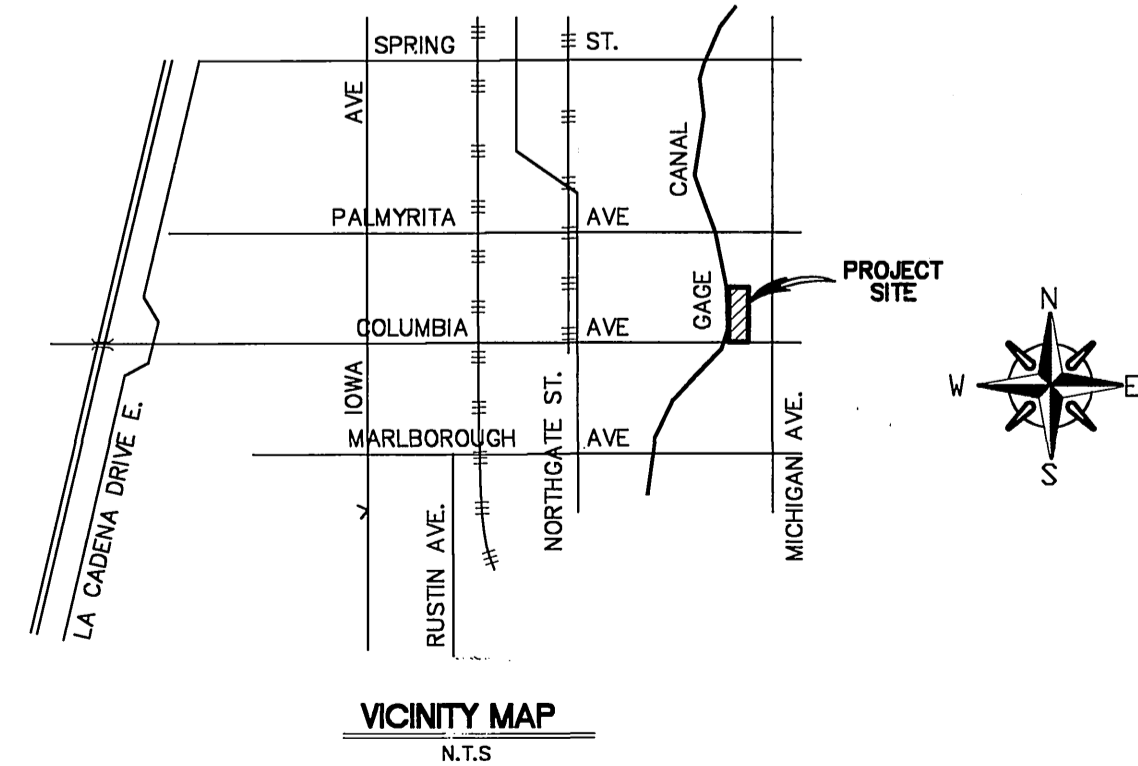 SPRING ST.
AVE
CANAL
PALMYRITA AVE
PROJECT
SITE
GAGE
COLUMBIA AVE
N
W E
S
IOWA
LA CADENA DRIVE E.
MARLBOROUGH AVE
NORTHGATE ST.
MICHIGAN AVE.
RUSTIN AVE.
VICINITY MAP
N.T.S